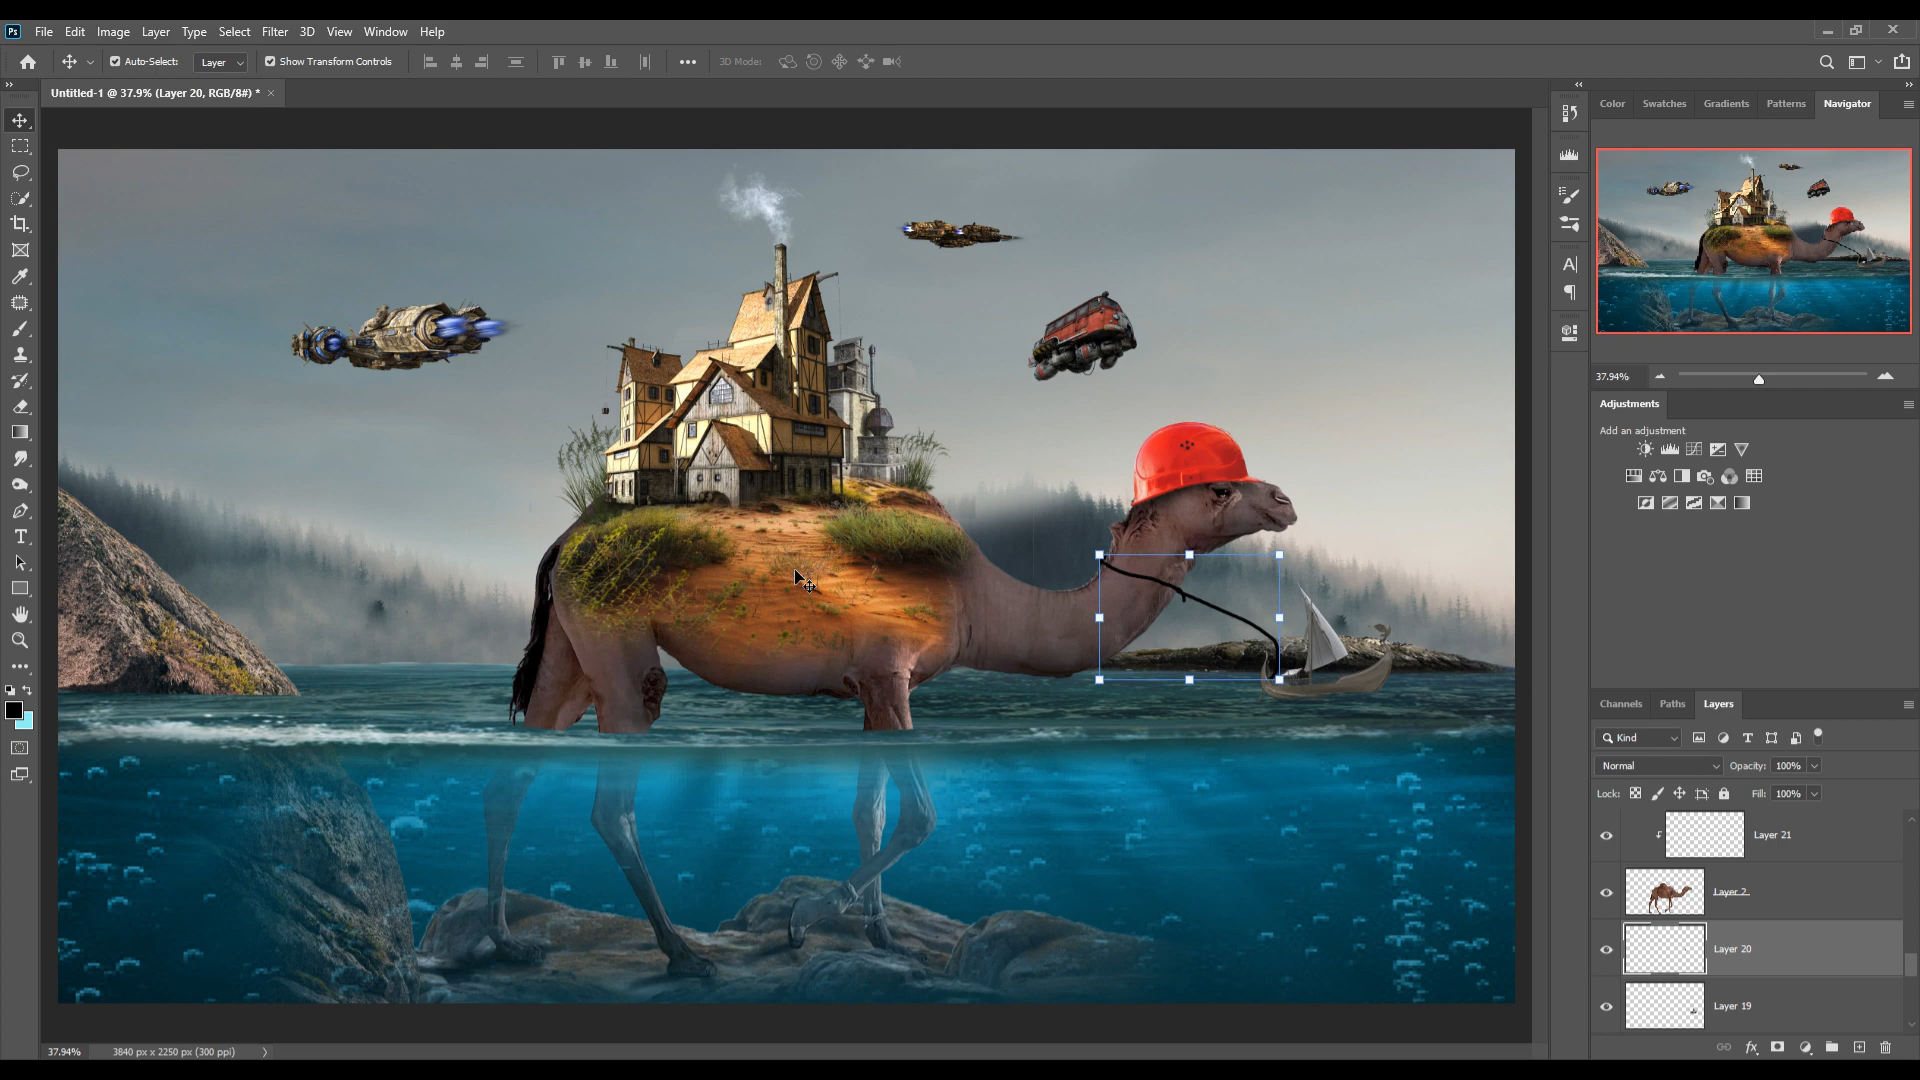 Ps File Edit Image Layer Type Select Filter 3D View Window Help
Auto-Select: Layer Show Transform Controls 3D Mode:
Untitled-1 @ 37.9% (Layer 20, RGB/8#) *
Color Swatches Gradients Patterns Navigator
37.94%
Adjustments
Add an adjustment
Channels Paths Layers
Kind
Normal Opacity: 100%
Lock: Fill: 100%
Layer 21
Layer 2
Layer 20
Layer 19
37.94% 3840 px x 2250 px (300 ppi)